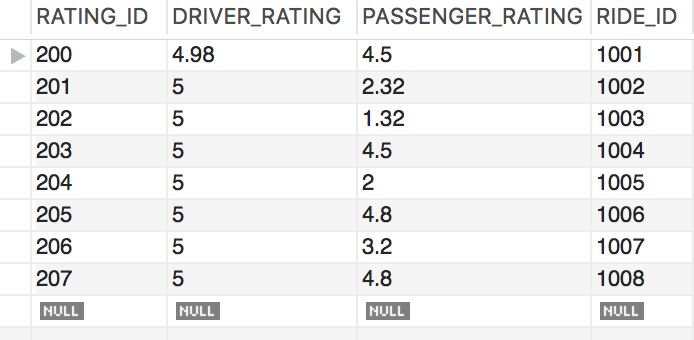 RATING_ID DRIVER_RATING PASSENGER_RATING RIDE_ID
200 4.98 4.5 1001
201 5 2.32 1002
202 5 1.32 1003
203 5 4.5 1004
204 5 2 1005
205 5 4.8 1006
206 5 3.2 1007
207 5 4.8 1008
NULL NULL NULL NULL